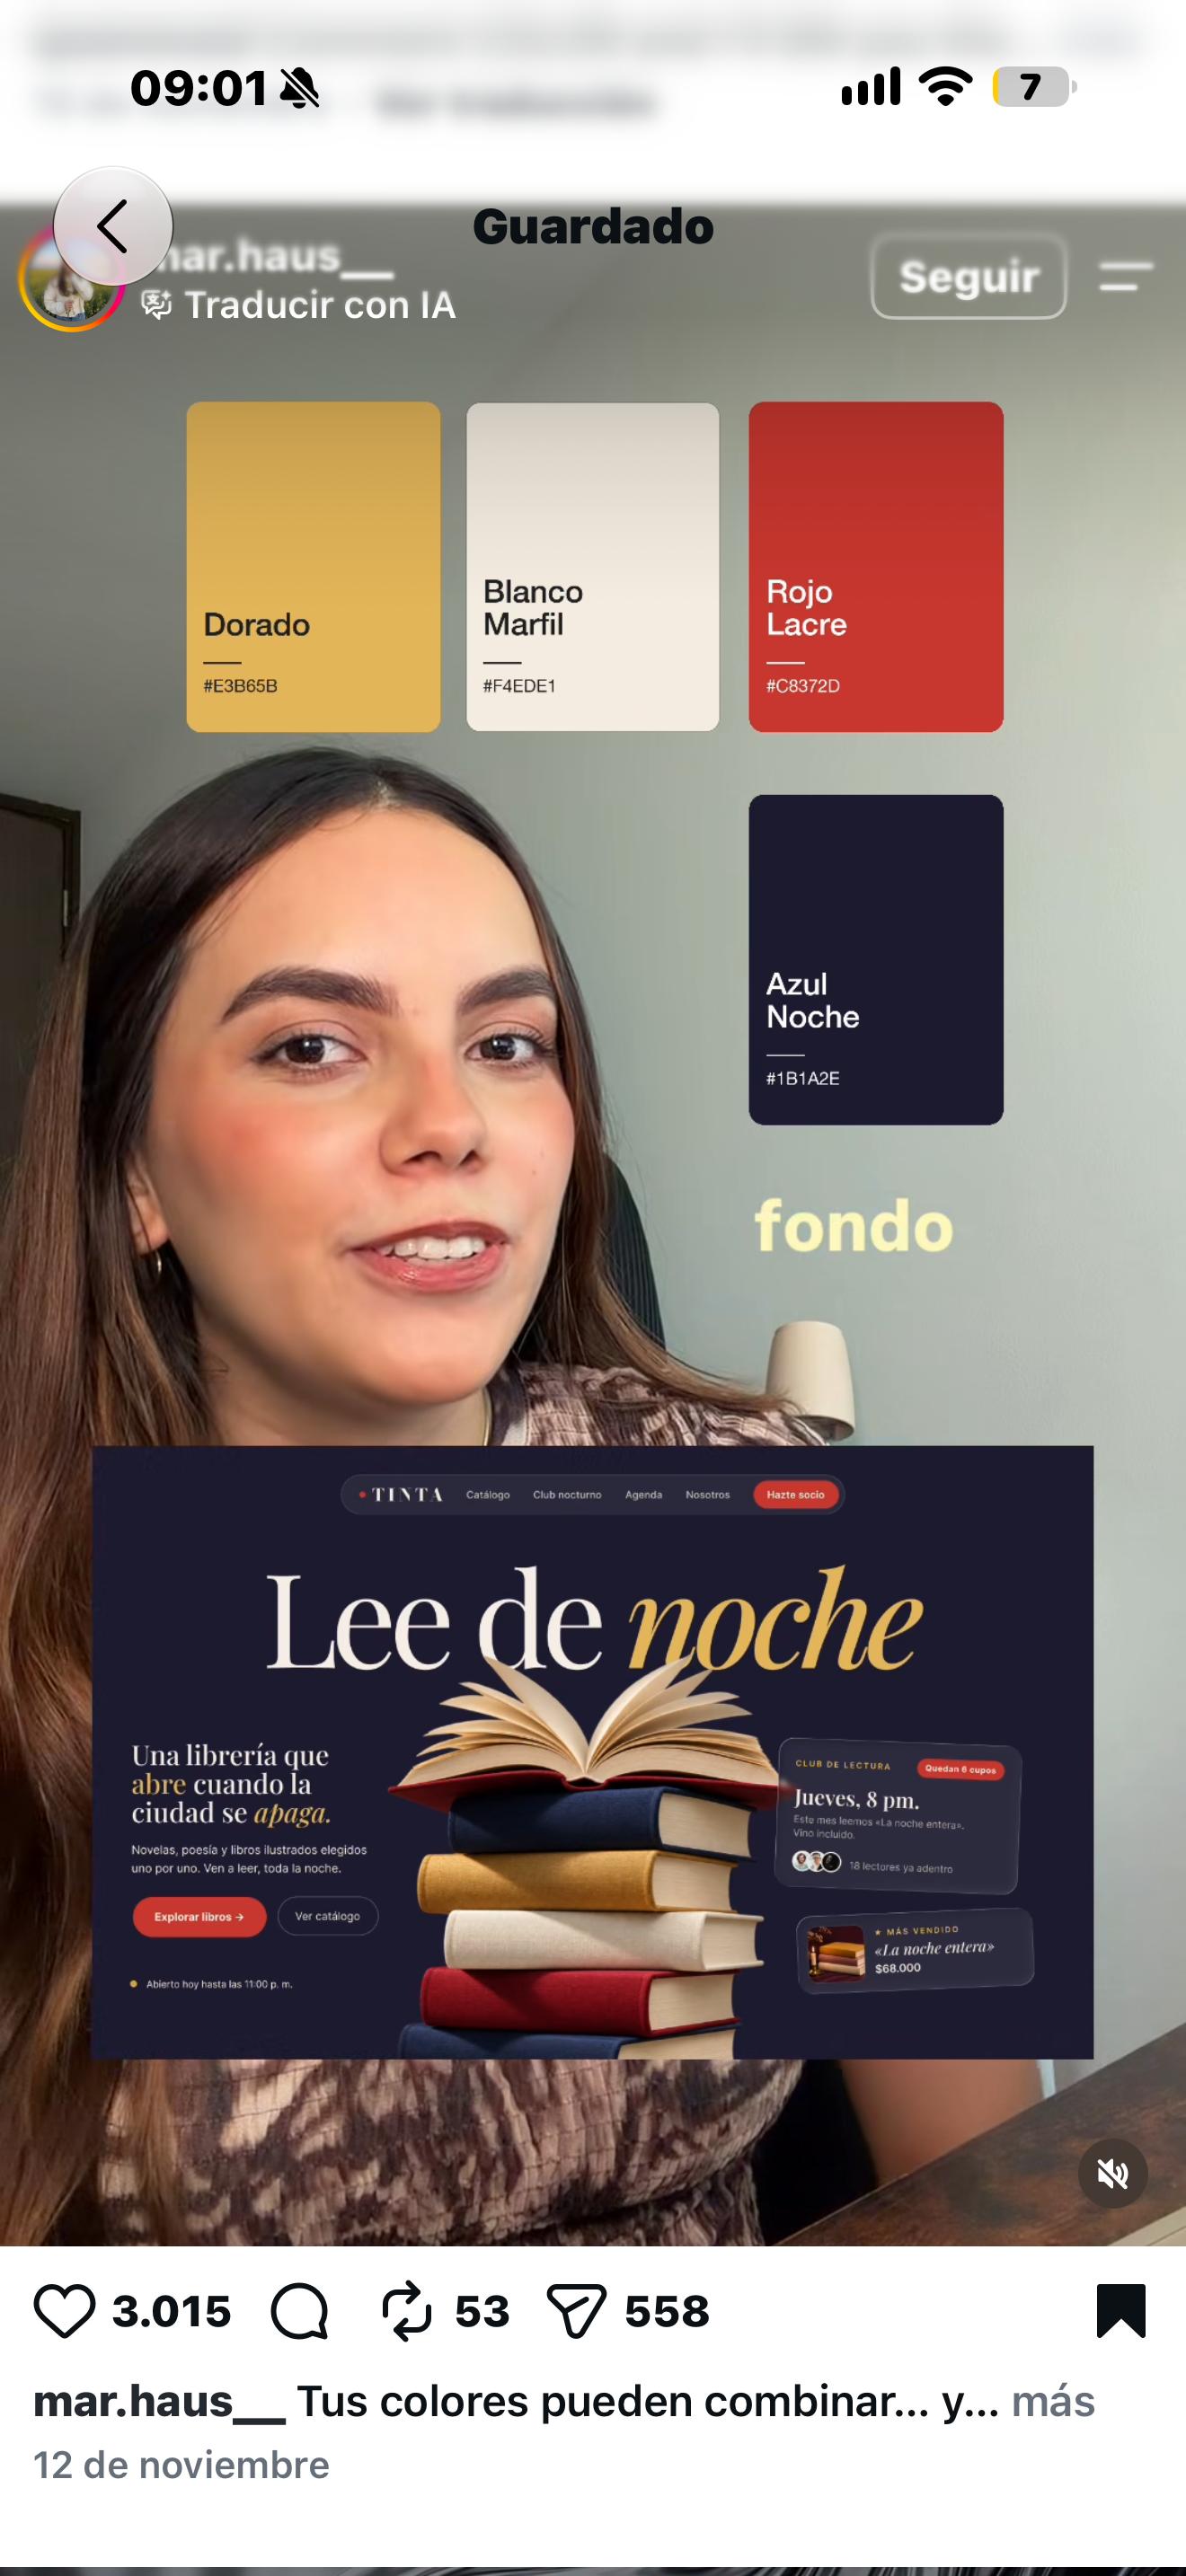 09:01
7
Guardado
mar.haus__
Traducir con IA
Seguir
Dorado
#E3B65B
Blanco
Marfil
#F4EDE1
Rojo
Lacre
#C8372D
Azul
Noche
#1B1A2E
fondo
TINTA Catálogo Club nocturno Agenda Nosotros Hazte socio
Lee de noche
Una librería que
abre cuando la
ciudad se apaga.
Novelas, poesía y libros ilustrados elegidos
uno por uno. Ven a leer, toda la noche.
Explorar libros → Ver catálogo
Abierto hoy hasta las 11:00 p. m.
CLUB DE LECTURA Quedan 6 cupos
Jueves, 8 pm.
Este mes leemos «La noche entera».
Vino incluido.
18 lectores ya adentro
★ MÁS VENDIDO
«La noche entera»
$68.000
3.015 53 558
mar.haus__ Tus colores pueden combinar... y... más
12 de noviembre